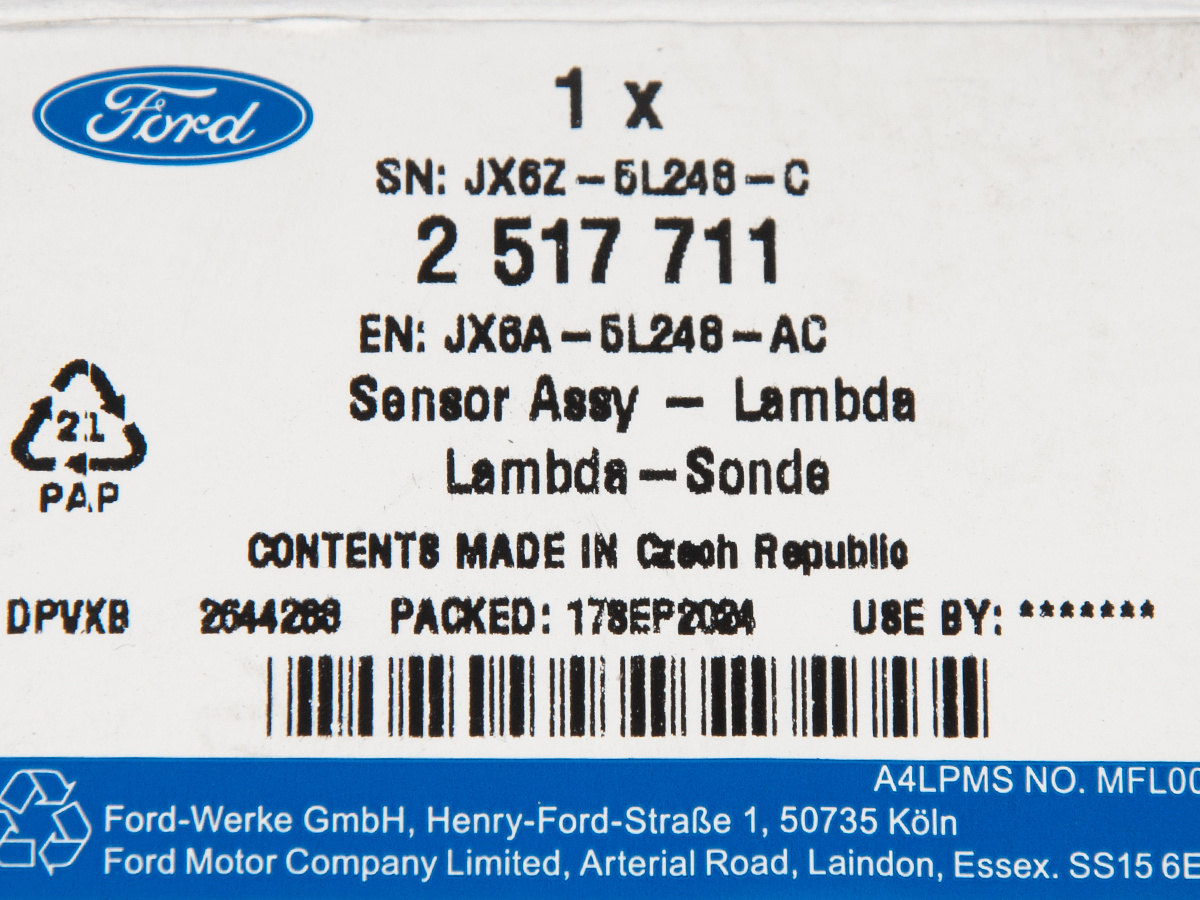 Ford
1 x
SN: JX6Z-5L248-C
2 517 711
EN: JX6A-5L248-AC
Sensor Assy - Lambda
Lambda-Sonde
21
PAP
CONTENTS MADE IN Czech Republic
DPVXB PACKED: 17SEP2024 USE BY: *******
A4LPMS NO. MFL00
Ford-Werke GmbH, Henry-Ford-Straße 1, 50735 Köln
Ford Motor Company Limited, Arterial Road, Laindon, Essex. SS15 6E